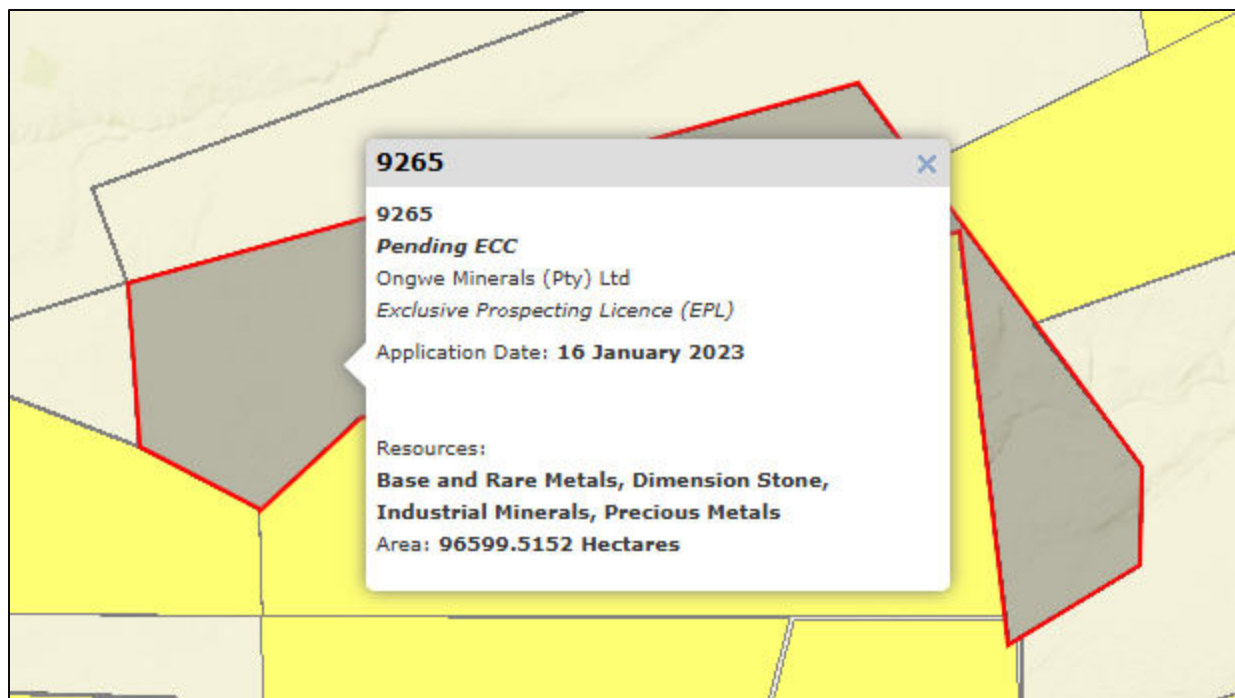 9265
9265
Pending ECC
Ongwe Minerals (Pty) Ltd
Exclusive Prospecting Licence (EPL)
Application Date: 16 January 2023
Resources:
Base and Rare Metals, Dimension Stone,
Industrial Minerals, Precious Metals
Area: 96599.5152 Hectares